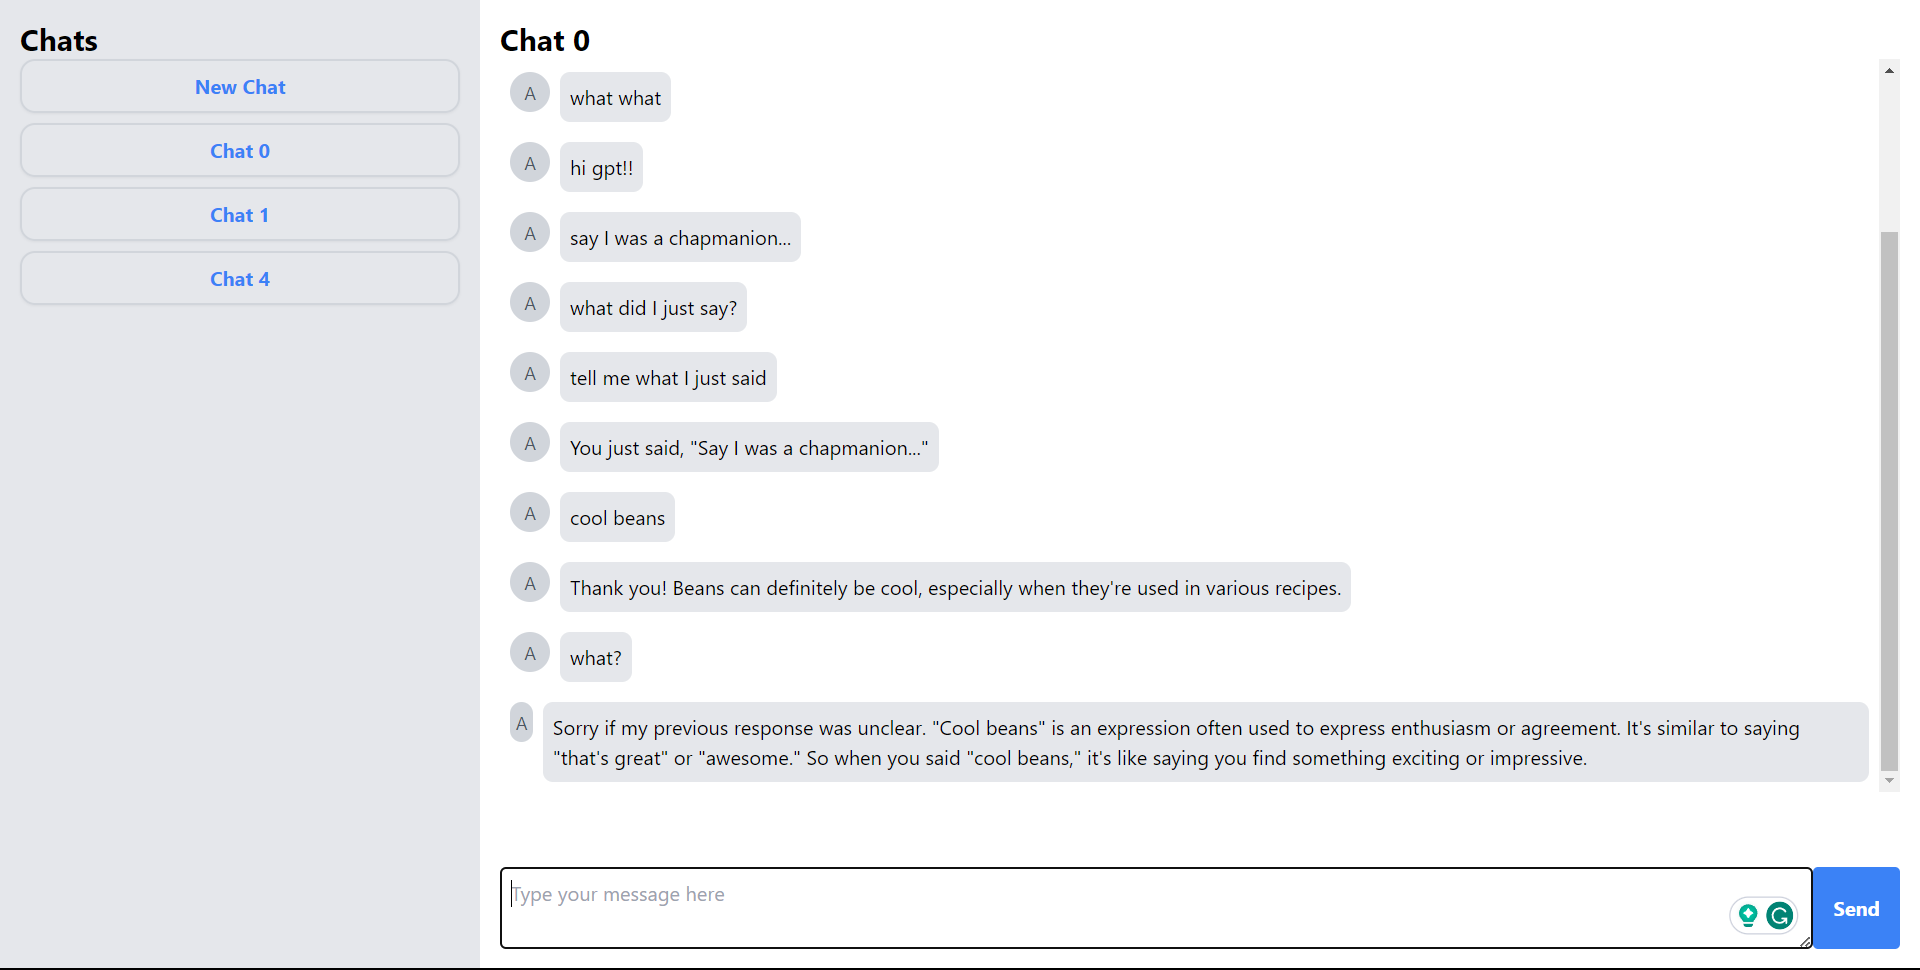 Chats
New Chat
Chat 0
Chat 1
Chat 4
Chat 0
A
what what
A
hi gpt!!
A
say I was a chapmanion...
A
what did I just say?
A
tell me what I just said
A
You just said, "Say I was a chapmanion..."
A
cool beans
A
Thank you! Beans can definitely be cool, especially when they're used in various recipes.
A
what?
A
Sorry if my previous response was unclear. "Cool beans" is an expression often used to express enthusiasm or agreement. It's similar to saying
"that's great" or "awesome." So when you said "cool beans," it's like saying you find something exciting or impressive.
Type your message here
Send